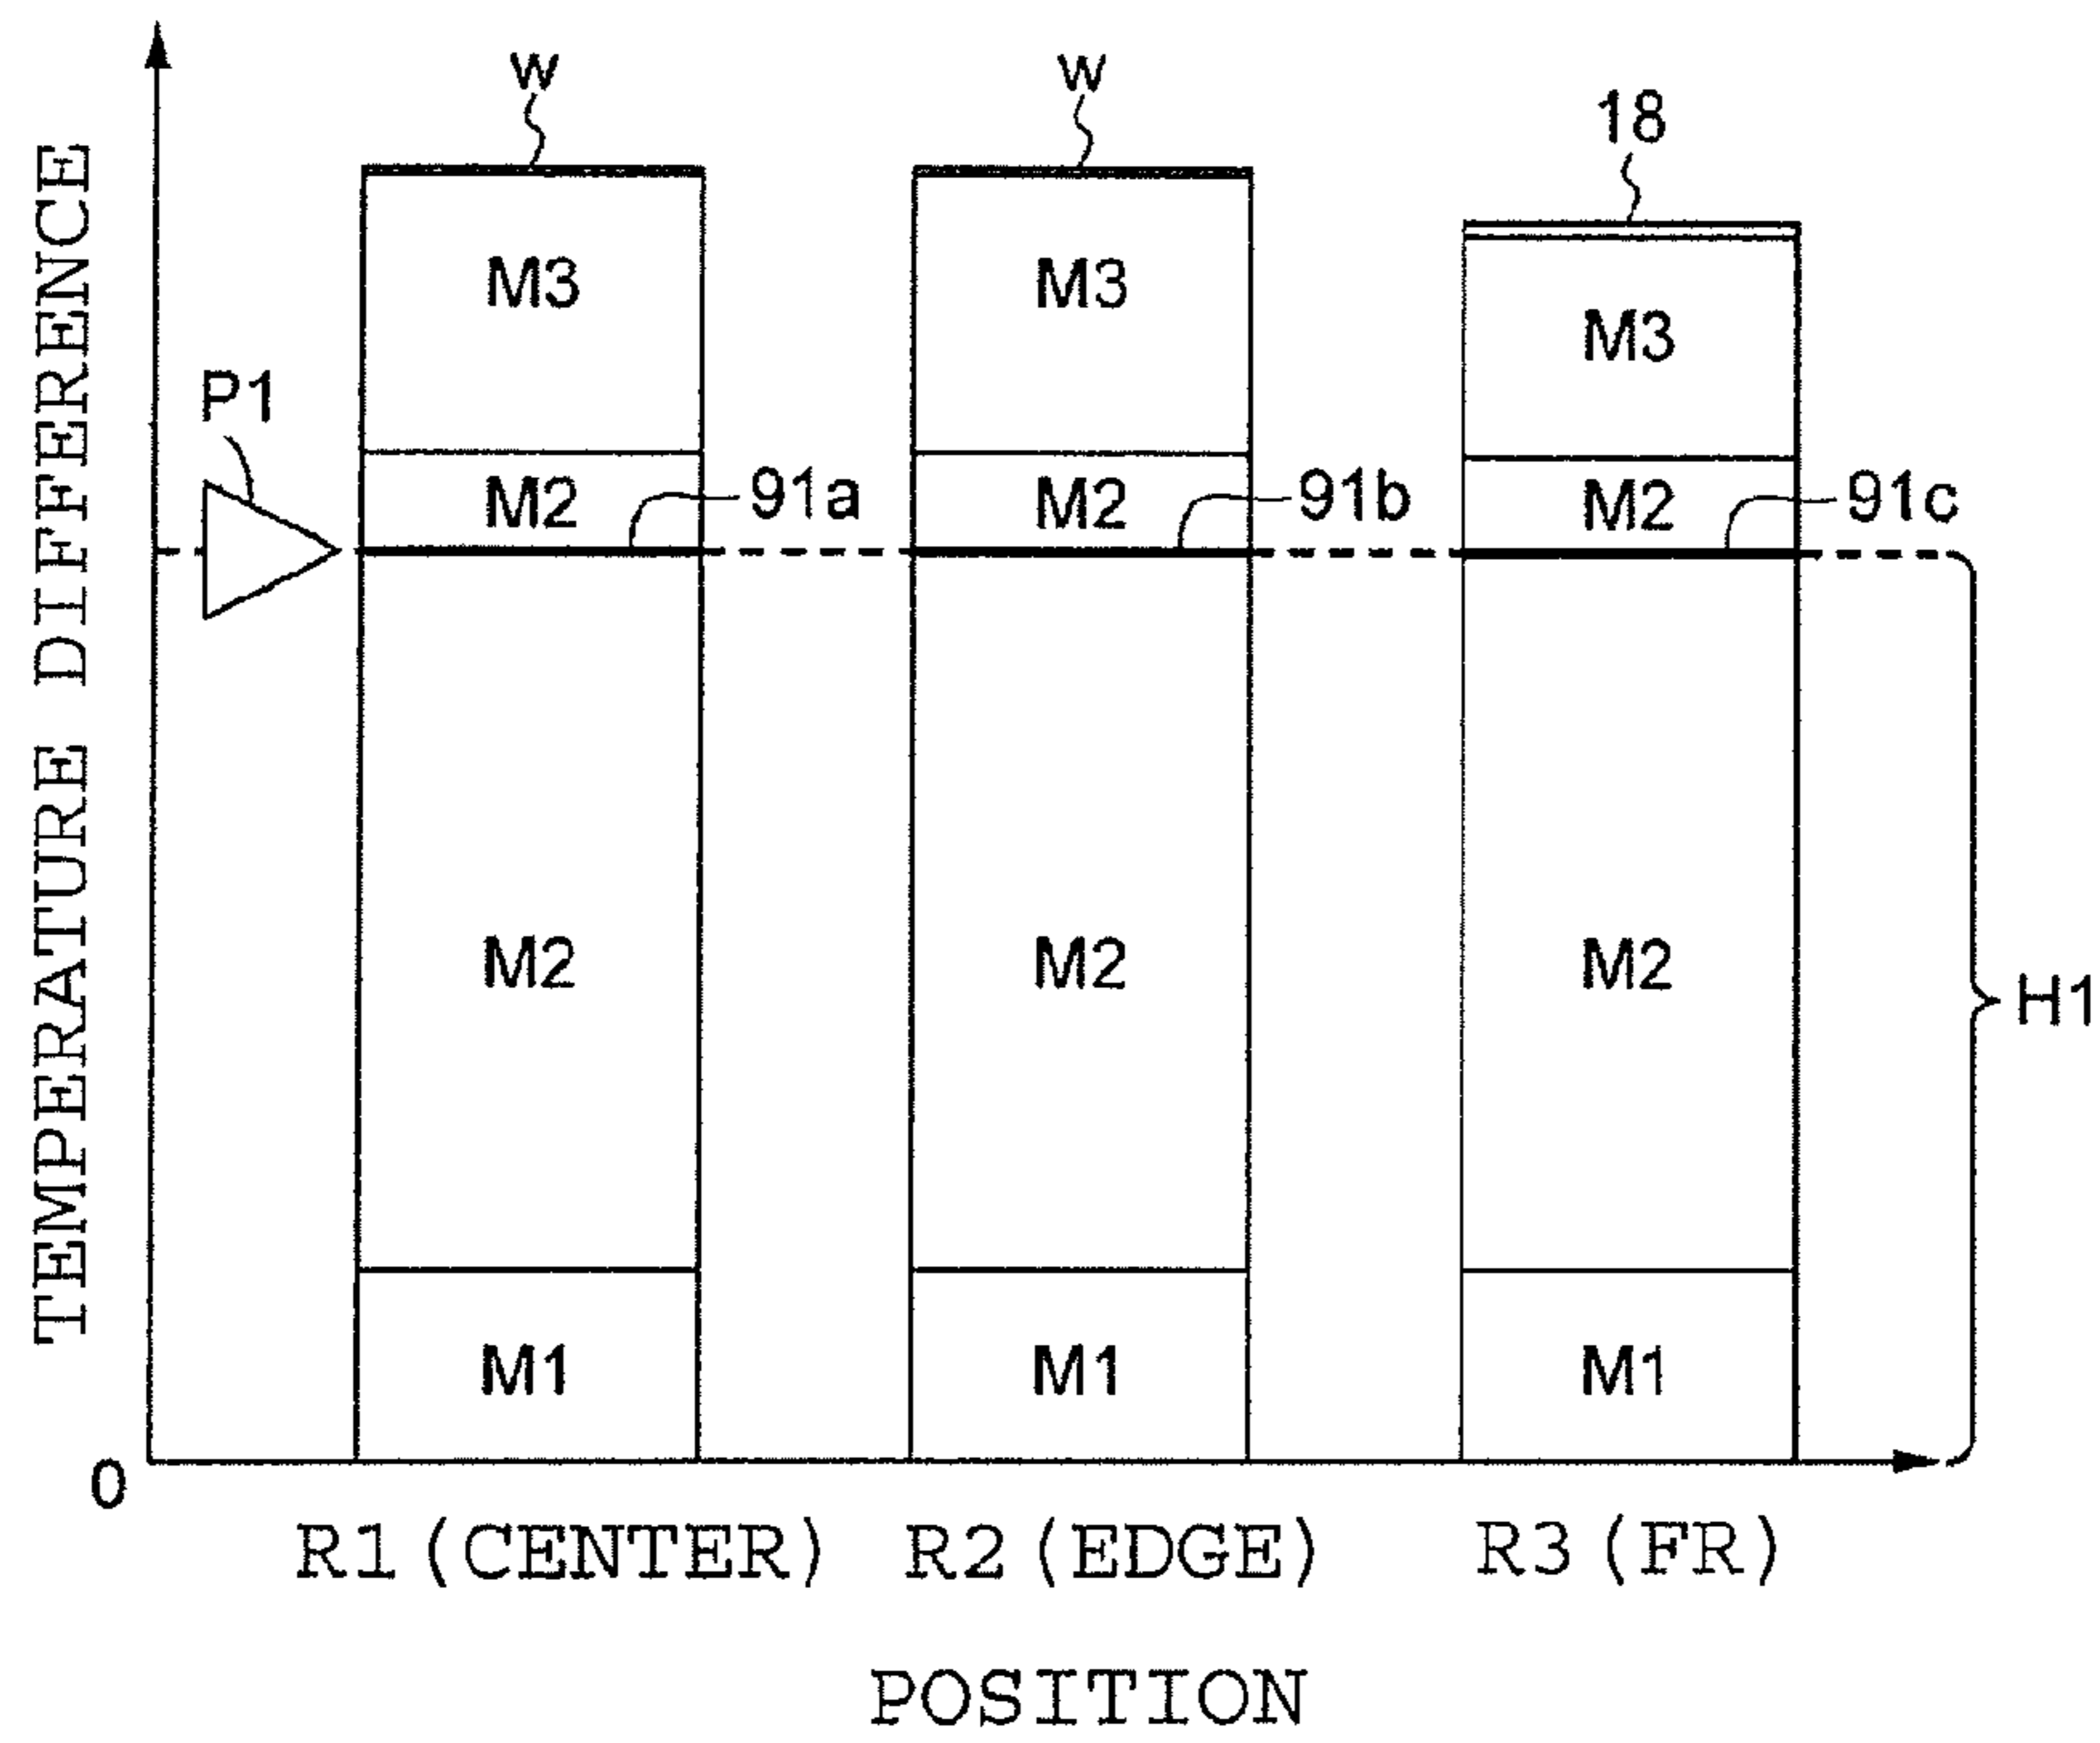 W W
18
M3 M3 M3
P1
M2 91a M2 91b M2 91c
TEMPERATURE DIFFERENCE
M2 M2 M2
H1
M1 M1 M1
0
R1 (CENTER) R2 (EDGE) R3 (FR)
POSITION